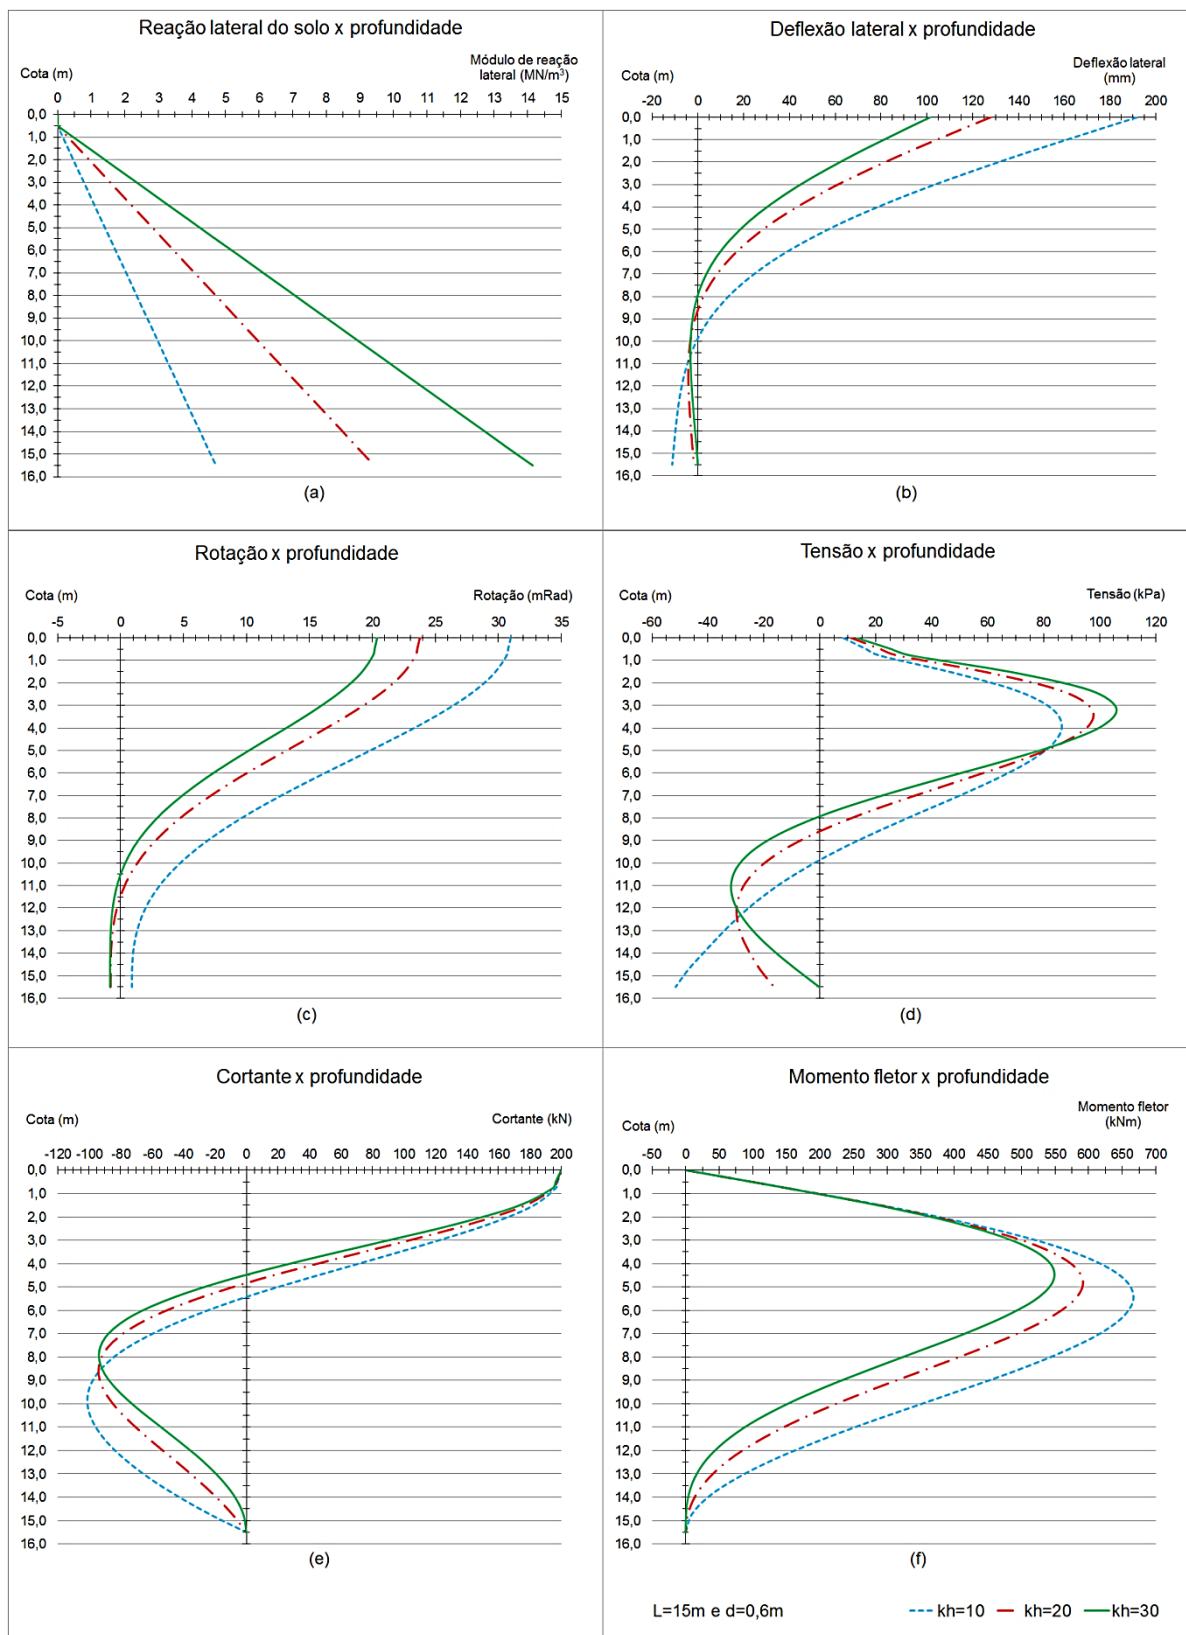 Reação lateral do solo x profundidade
Módulo de reação
lateral (MN/m³)
Cota (m)
0 1 2 3 4 5 6 7 8 9 10 11 12 13 14 15
0,0
1,0
2,0
3,0
4,0
5,0
6,0
7,0
8,0
9,0
10,0
11,0
12,0
13,0
14,0
15,0
16,0
(a)
Deflexão lateral x profundidade
Deflexão lateral
(mm)
Cota (m)
-20 0 20 40 60 80 100 120 140 160 180 200
0,0
1,0
2,0
3,0
4,0
5,0
6,0
7,0
8,0
9,0
10,0
11,0
12,0
13,0
14,0
15,0
16,0
(b)
Rotação x profundidade
Cota (m)
Rotação (mRad)
-5 0 5 10 15 20 25 30 35
0,0
1,0
2,0
3,0
4,0
5,0
6,0
7,0
8,0
9,0
10,0
11,0
12,0
13,0
14,0
15,0
16,0
(c)
Tensão x profundidade
Cota (m)
Tensão (kPa)
-60 -40 -20 0 20 40 60 80 100 120
0,0
1,0
2,0
3,0
4,0
5,0
6,0
7,0
8,0
9,0
10,0
11,0
12,0
13,0
14,0
15,0
16,0
(d)
Cortante x profundidade
Cota (m)
Cortante (kN)
-120 -100 -80 -60 -40 -20 0 20 40 60 80 100 120 140 160 180 200
0,0
1,0
2,0
3,0
4,0
5,0
6,0
7,0
8,0
9,0
10,0
11,0
12,0
13,0
14,0
15,0
16,0
(e)
Momento fletor x profundidade
Momento fletor
(kNm)
Cota (m)
-50 0 50 100 150 200 250 300 350 400 450 500 550 600 650 700
0,0
1,0
2,0
3,0
4,0
5,0
6,0
7,0
8,0
9,0
10,0
11,0
12,0
13,0
14,0
15,0
16,0
(f)
L=15m e d=0,6m
kh=10
kh=20
kh=30